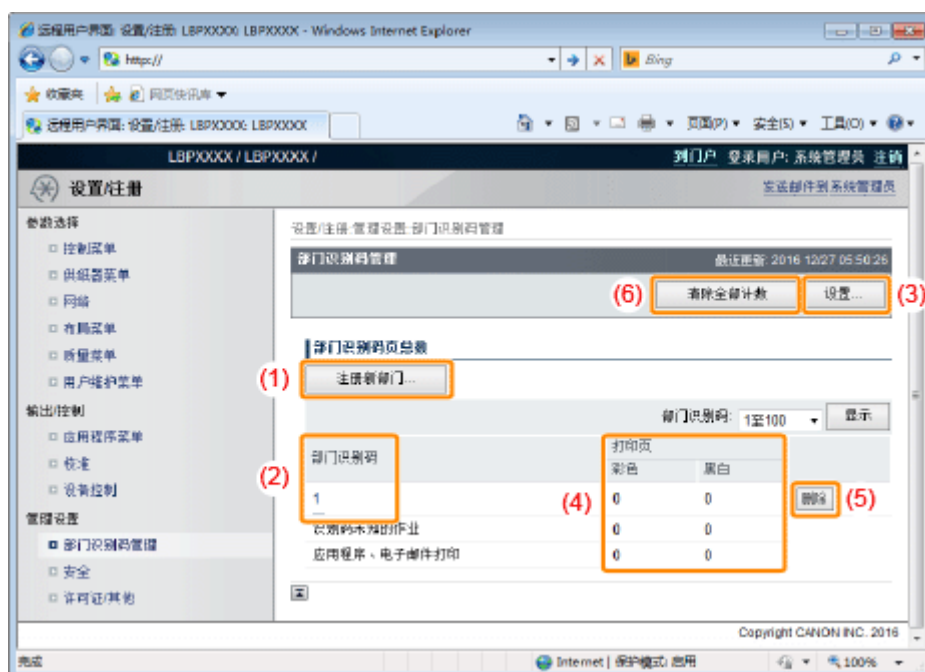 远程用户界面: 设置/注册: LBPXXXX: LBPXXXX - Windows Internet Explorer
https://
Bing
收藏夹 网页快讯库
远程用户界面: 设置/注册: LBPXXXX: LBPXXXX
页面(P) 安全(S) 工具(O)
LBPXXXX / LBPXXXX /
到门户 登录用户: 系统管理员 注销
设置/注册
发送邮件到系统管理员
参数选择
控制菜单
供纸器菜单
网络
布局菜单
质量菜单
用户维护菜单
输出/控制
应用程序菜单
校准
设备控制
管理设置
部门识别码管理
安全
许可证/其他
设置/注册:管理设置:部门识别码管理
部门识别码管理
最近更新: 2016 12/27 05:50:26
(6) 清除全部计数 设置... (3)
部门识别码页总数
(1) 注册新部门...
部门识别码: 1至100 显示
(2) 部门识别码
打印页
彩色 黑白
1 (4) 0 0 删除 (5)
识别码未知的作业 0 0
应用程序、电子邮件打印 0 0
Copyright CANON INC. 2016
完成
Internet | 保护模式: 启用
100%